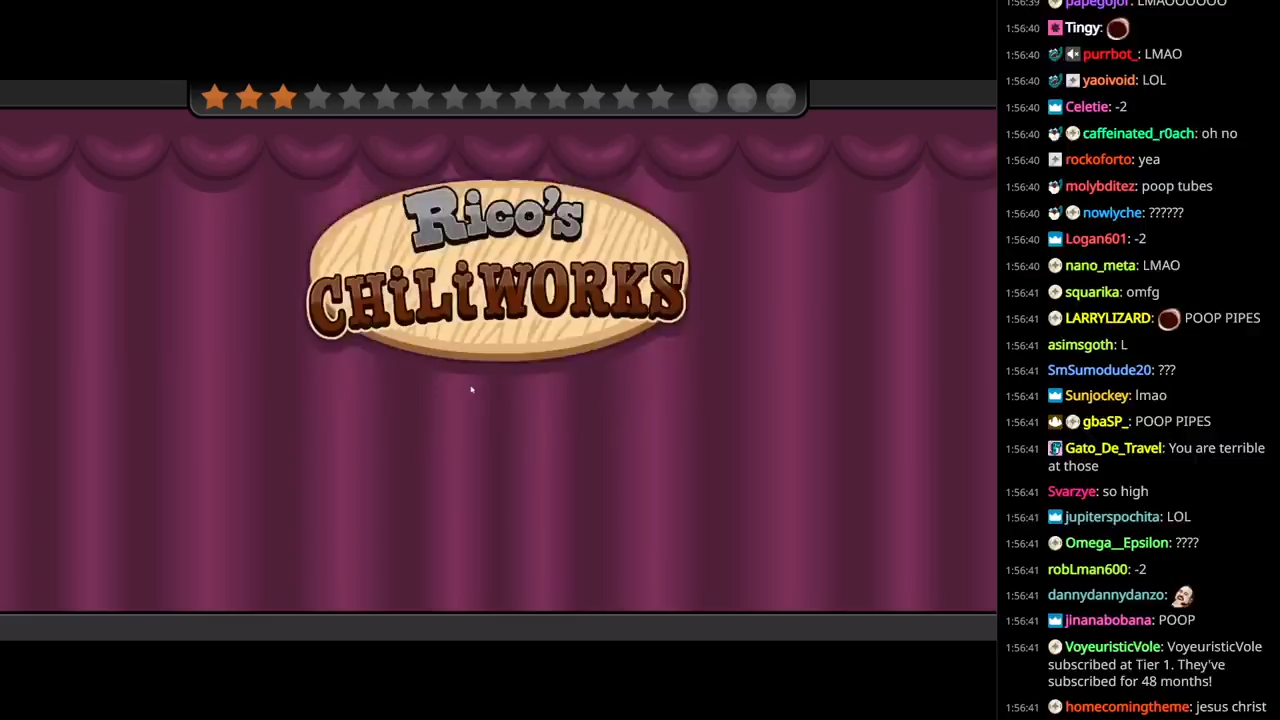 Rico's
CHiLiWORKS
1:56:39 papegojor: LMAOOOOOO
1:56:40 Tingy:
1:56:40 purrbot_: LMAO
1:56:40 yaoivoid: LOL
1:56:40 Celetie: -2
1:56:40 caffeinated_r0ach: oh no
1:56:40 rockoforto: yea
1:56:40 molybditez: poop tubes
1:56:40 nowlyche: ??????
1:56:40 Logan601: -2
1:56:40 nano_meta: LMAO
1:56:41 squarika: omfg
1:56:41 LARRYLIZARD: POOP PIPES
1:56:41 asimsgoth: L
1:56:41 SmSumodude20: ???
1:56:41 Sunjockey: lmao
1:56:41 gbaSP_: POOP PIPES
1:56:41 Gato_De_Travel: You are terrible
at those
1:56:41 Svarzye: so high
1:56:41 jupiterspochita: LOL
1:56:41 Omega__Epsilon: ????
1:56:41 robLman600: -2
1:56:41 dannydannydanzo:
1:56:41 jinanabobana: POOP
1:56:41 VoyeuristicVole: VoyeuristicVole
subscribed at Tier 1. They've
subscribed for 48 months!
1:56:41 homecomingtheme: jesus christ